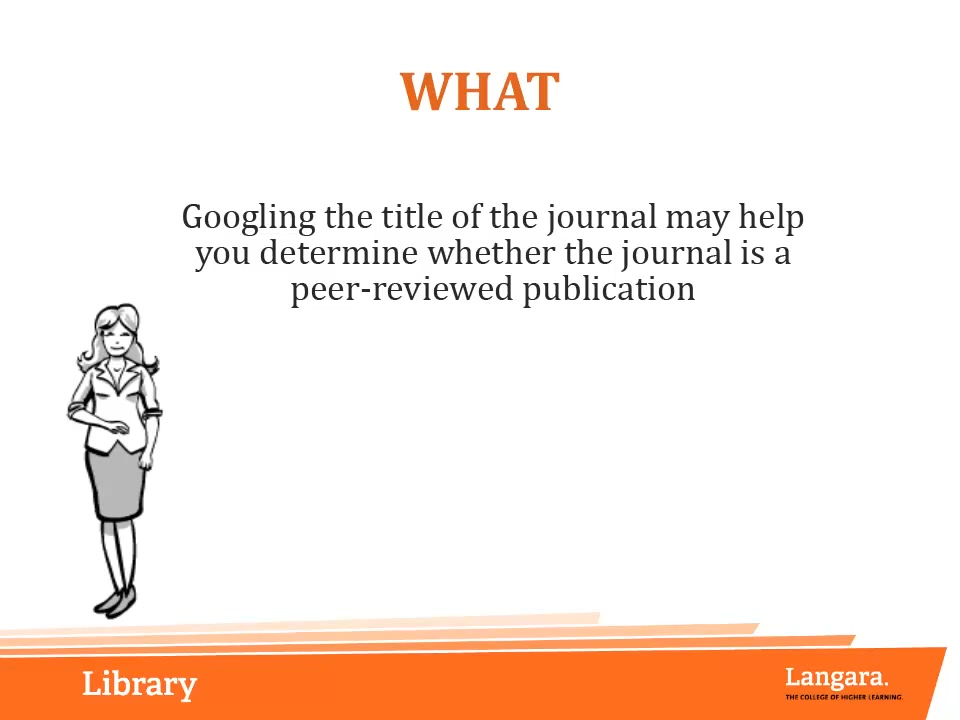 WHAT
Googling the title of the journal may help
you determine whether the journal is a
peer-reviewed publication
Library
Langara.
THE COLLEGE OF HIGHER LEARNING.